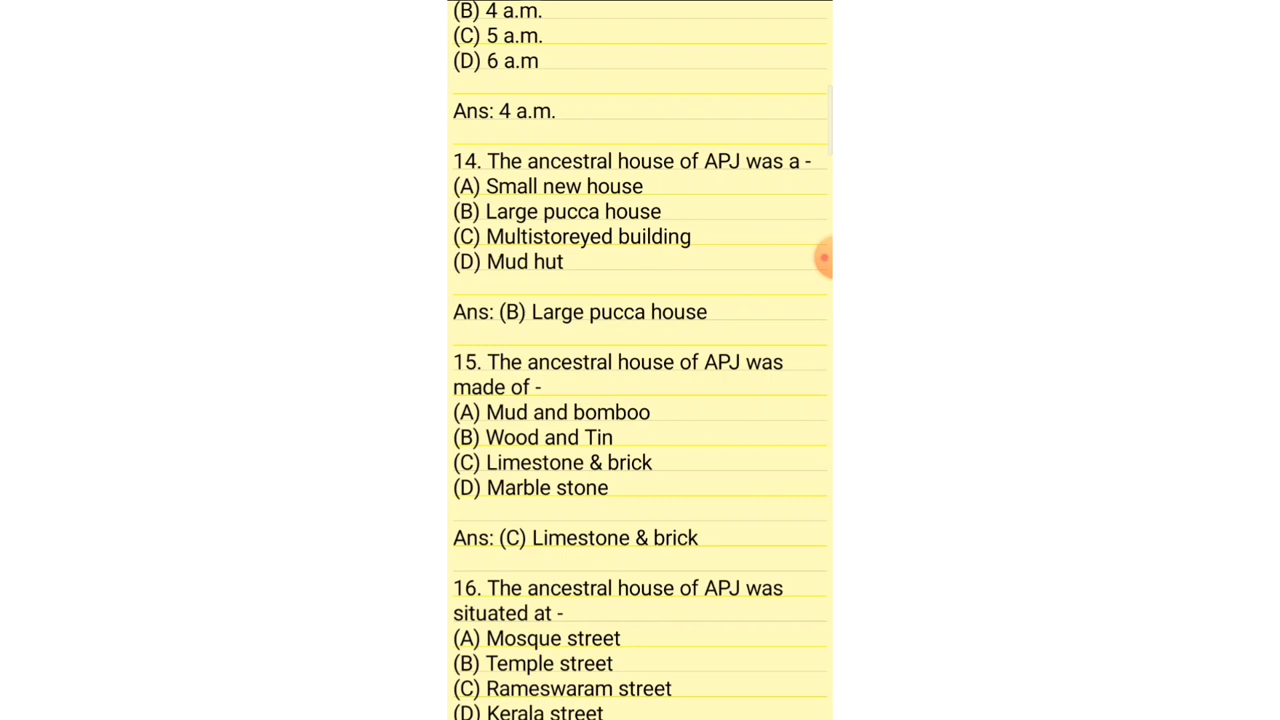 (B) 4 a.m.
(C) 5 a.m.
(D) 6 a.m
Ans: 4 a.m.
14. The ancestral house of APJ was a -
(A) Small new house
(B) Large pucca house
(C) Multistoreyed building
(D) Mud hut
Ans: (B) Large pucca house
15. The ancestral house of APJ was
made of -
(A) Mud and bomboo
(B) Wood and Tin
(C) Limestone & brick
(D) Marble stone
Ans: (C) Limestone & brick
16. The ancestral house of APJ was
situated at -
(A) Mosque street
(B) Temple street
(C) Rameswaram street
(D) Kerala street